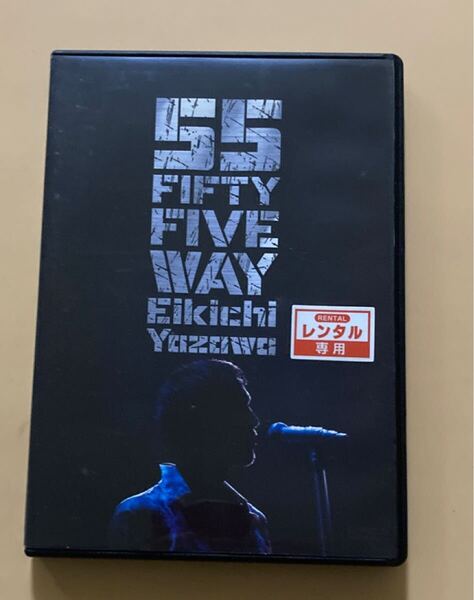 55
FIFTY
FIVE
WAY
Eikichi
Yazawa
RENTAL
レンタル
専用